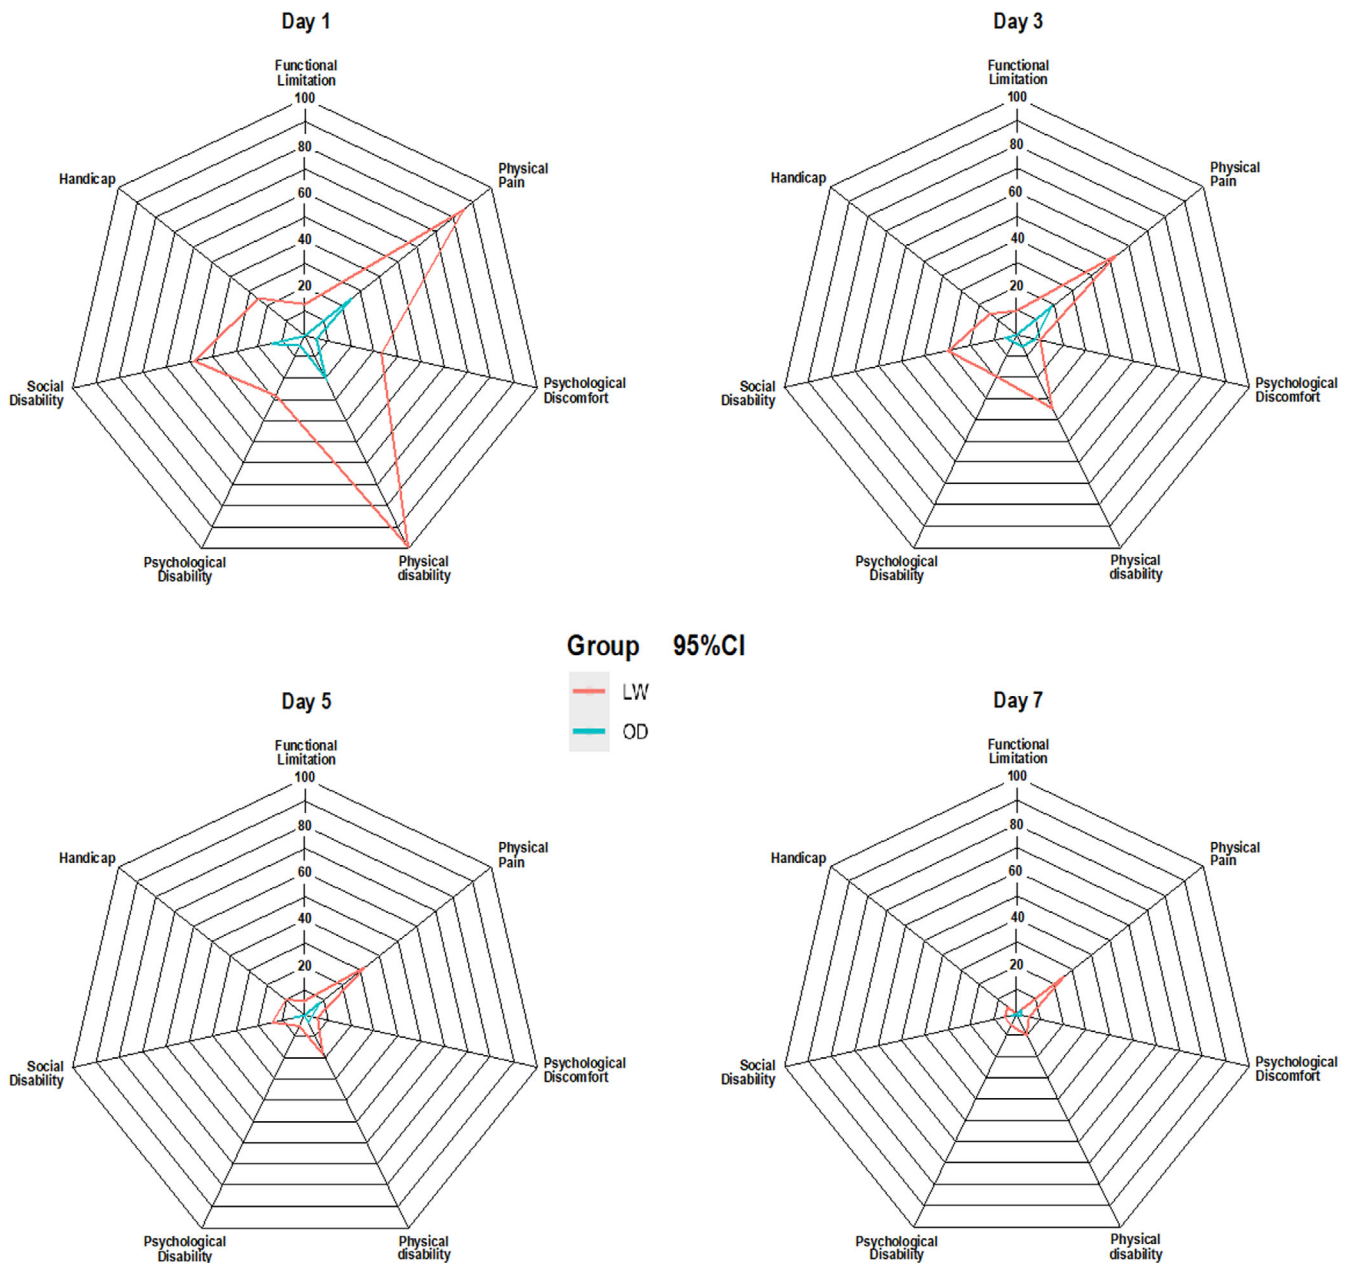 Day 1
Functional
Limitation
100
80
60
40
20
Physical
Pain
Psychological
Discomfort
Physical
disability
Psychological
Disability
Social
Disability
Handicap
Day 3
Functional
Limitation
100
80
60
40
20
Physical
Pain
Psychological
Discomfort
Physical
disability
Psychological
Disability
Social
Disability
Handicap
Group 95%CI
LW
OD
Day 5
Functional
Limitation
100
80
60
40
20
Physical
Pain
Psychological
Discomfort
Physical
disability
Psychological
Disability
Social
Disability
Handicap
Day 7
Functional
Limitation
100
80
60
40
20
Physical
Pain
Psychological
Discomfort
Physical
disability
Psychological
Disability
Social
Disability
Handicap